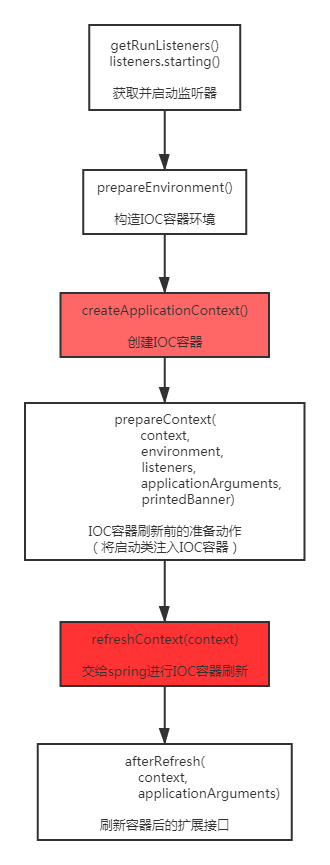 getRunListeners()
listeners.starting()
获取并启动监听器
prepareEnvironment()
构造IOC容器环境
createApplicationContext()
创建IOC容器
prepareContext(
context,
environment,
listeners,
applicationArguments,
printedBanner)
IOC容器刷新前的准备动作
（将启动类注入IOC容器）
refreshContext(context)
交给spring进行IOC容器刷新
afterRefresh(
context,
applicationArguments)
刷新容器后的扩展接口